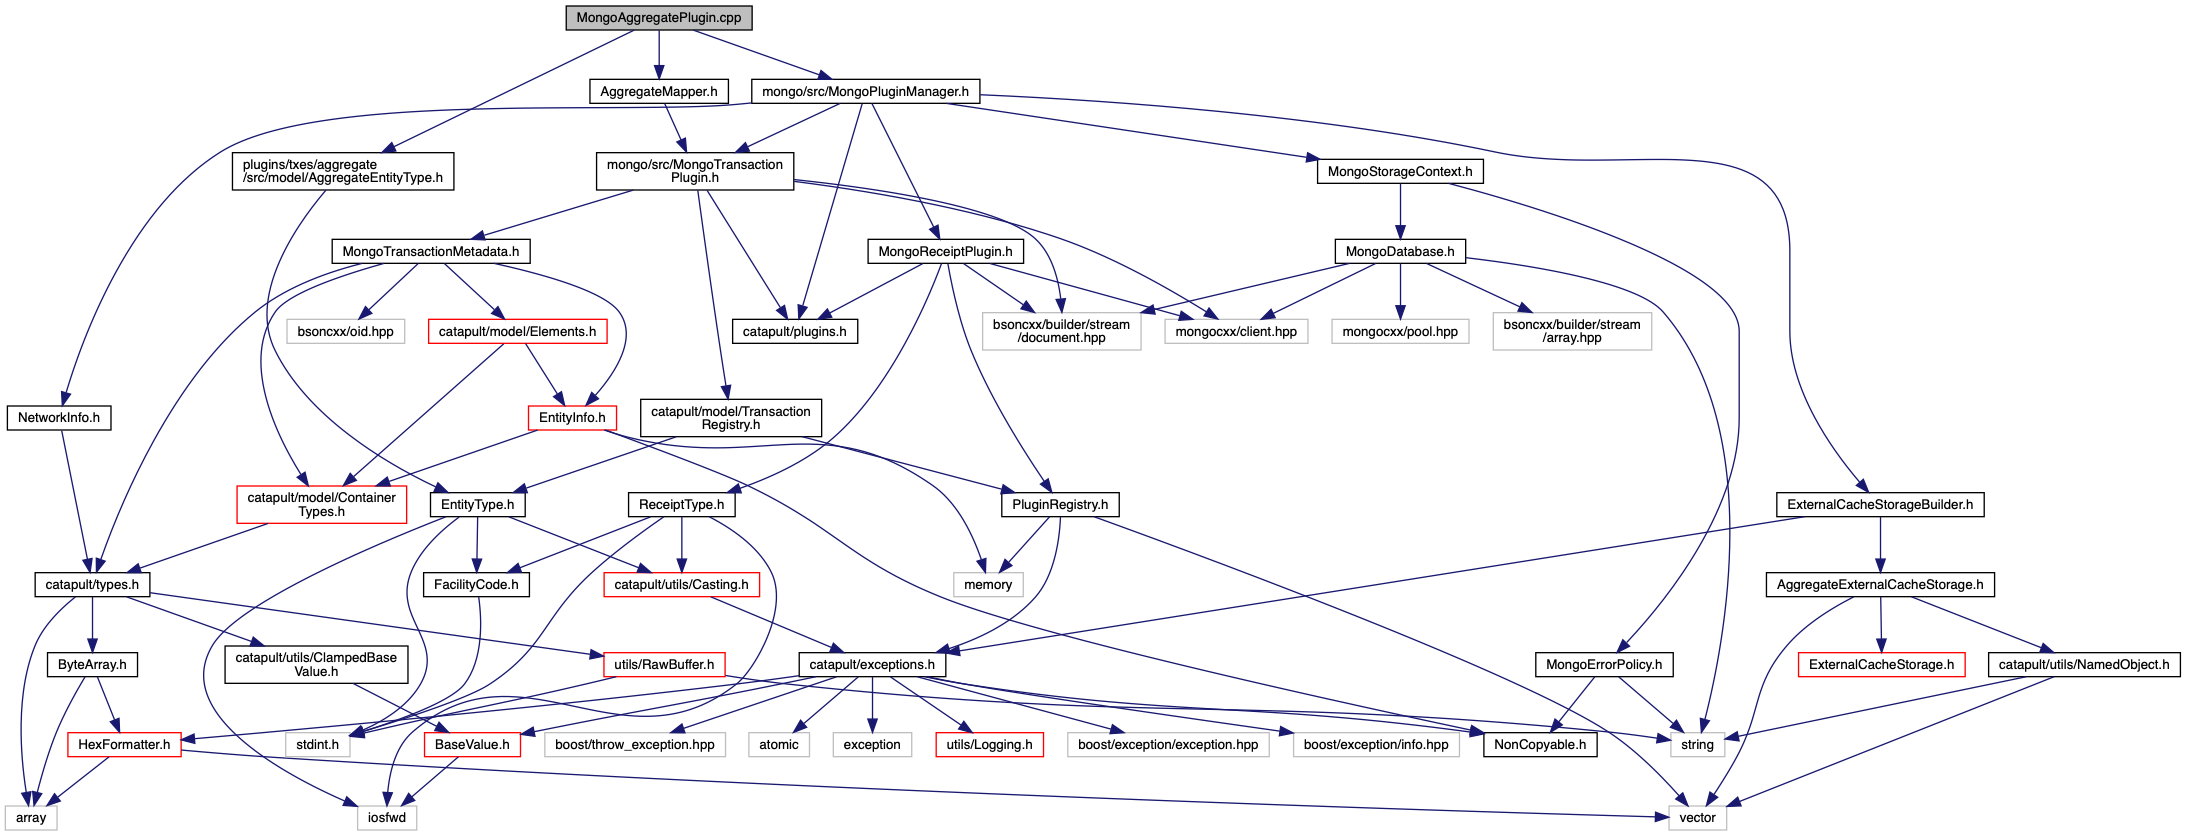 MongoAggregatePlugin.cpp
AggregateMapper.h
mongo/src/MongoPluginManager.h
plugins/txes/aggregate
/src/model/AggregateEntityType.h
mongo/src/MongoTransaction
Plugin.h
MongoStorageContext.h
MongoTransactionMetadata.h
MongoReceiptPlugin.h
MongoDatabase.h
bsoncxx/oid.hpp
catapult/model/Elements.h
catapult/plugins.h
bsoncxx/builder/stream
/document.hpp
mongocxx/client.hpp
mongocxx/pool.hpp
bsoncxx/builder/stream
/array.hpp
NetworkInfo.h
EntityInfo.h
catapult/model/Transaction
Registry.h
catapult/model/Container
Types.h
EntityType.h
ReceiptType.h
PluginRegistry.h
ExternalCacheStorageBuilder.h
catapult/types.h
FacilityCode.h
catapult/utils/Casting.h
memory
AggregateExternalCacheStorage.h
ByteArray.h
catapult/utils/ClampedBase
Value.h
utils/RawBuffer.h
catapult/exceptions.h
MongoErrorPolicy.h
ExternalCacheStorage.h
catapult/utils/NamedObject.h
HexFormatter.h
stdint.h
BaseValue.h
boost/throw_exception.hpp
atomic
exception
utils/Logging.h
boost/exception/exception.hpp
boost/exception/info.hpp
NonCopyable.h
string
array
iosfwd
vector